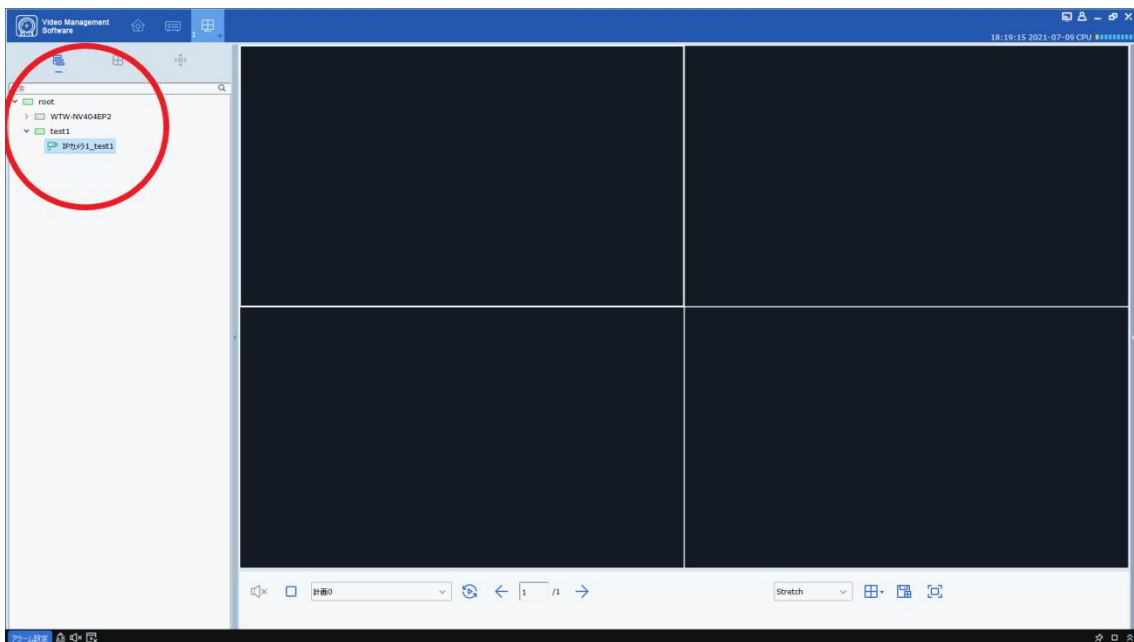 Video Management
Software
1
18:19:15 2021-07-09 CPU
root
WTW-NV404EP2
test1
IPカメラ1_test1
計画0
1 /1
Stretch
アラーム設定